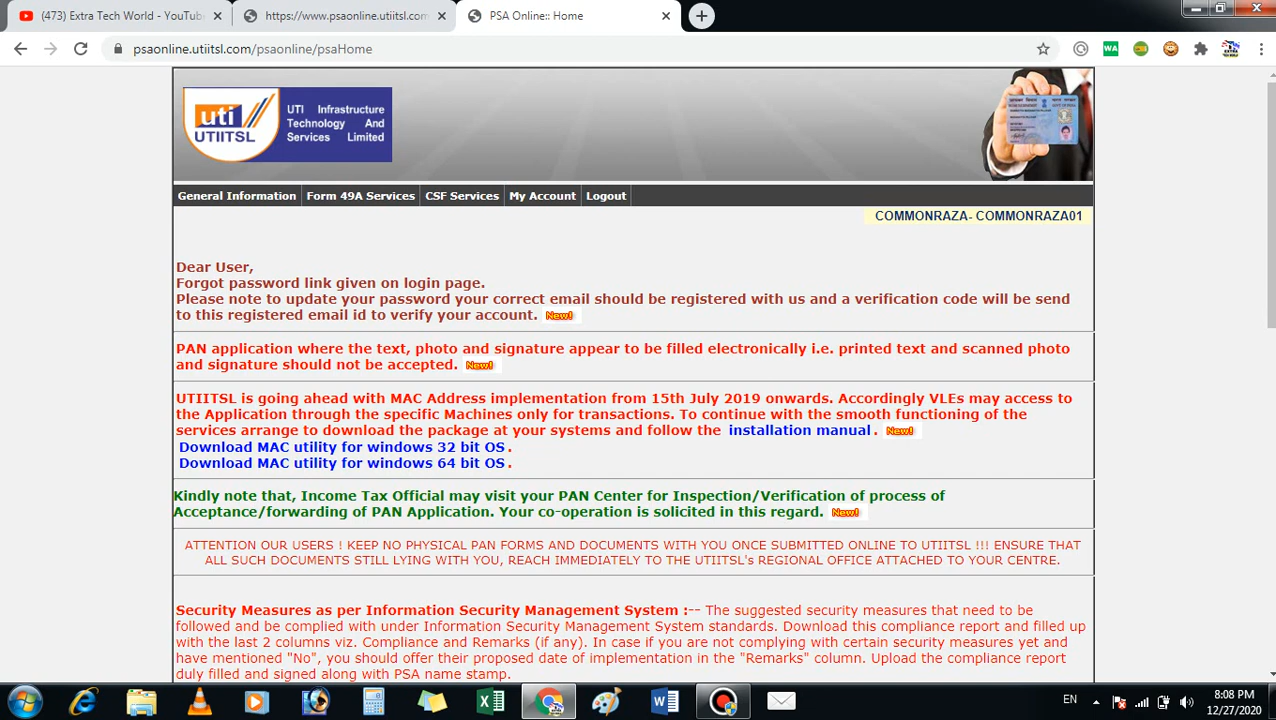 (473) Extra Tech World - YouTub
https://www.psaonline.utiitsl.com
PSA Online:: Home
psaonline.utiitsl.com/psaonline/psaHome
WA
uti
UTIITSL
UTI Infrastructure
Technology And
Services Limited
General Information
Form 49A Services
CSF Services
My Account
Logout
COMMONRAZA- COMMONRAZA01
Dear User,
Forgot password link given on login page.
Please note to update your password your correct email should be registered with us and a verification code will be send
to this registered email id to verify your account. New!
PAN application where the text, photo and signature appear to be filled electronically i.e. printed text and scanned photo
and signature should not be accepted. New!
UTIITSL is going ahead with MAC Address implementation from 15th July 2019 onwards. Accordingly VLEs may access to
the Application through the specific Machines only for transactions. To continue with the smooth functioning of the
services arrange to download the package at your systems and follow the installation manual. New!
Download MAC utility for windows 32 bit OS.
Download MAC utility for windows 64 bit OS.
Kindly note that, Income Tax Official may visit your PAN Center for Inspection/Verification of process of
Acceptance/forwarding of PAN Application. Your co-operation is solicited in this regard. New!
ATTENTION OUR USERS ! KEEP NO PHYSICAL PAN FORMS AND DOCUMENTS WITH YOU ONCE SUBMITTED ONLINE TO UTIITSL !!! ENSURE THAT
ALL SUCH DOCUMENTS STILL LYING WITH YOU, REACH IMMEDIATELY TO THE UTIITSL's REGIONAL OFFICE ATTACHED TO YOUR CENTRE.
Security Measures as per Information Security Management System :-- The suggested security measures that need to be
followed and be complied with under Information Security Management System standards. Download this compliance report and filled up
with the last 2 columns viz. Compliance and Remarks (if any). In case if you are not complying with certain security measures yet and
have mentioned "No", you should offer their proposed date of implementation in the "Remarks" column. Upload the compliance report
duly filled and signed along with PSA name stamp.
EN
8:08 PM
12/27/2020